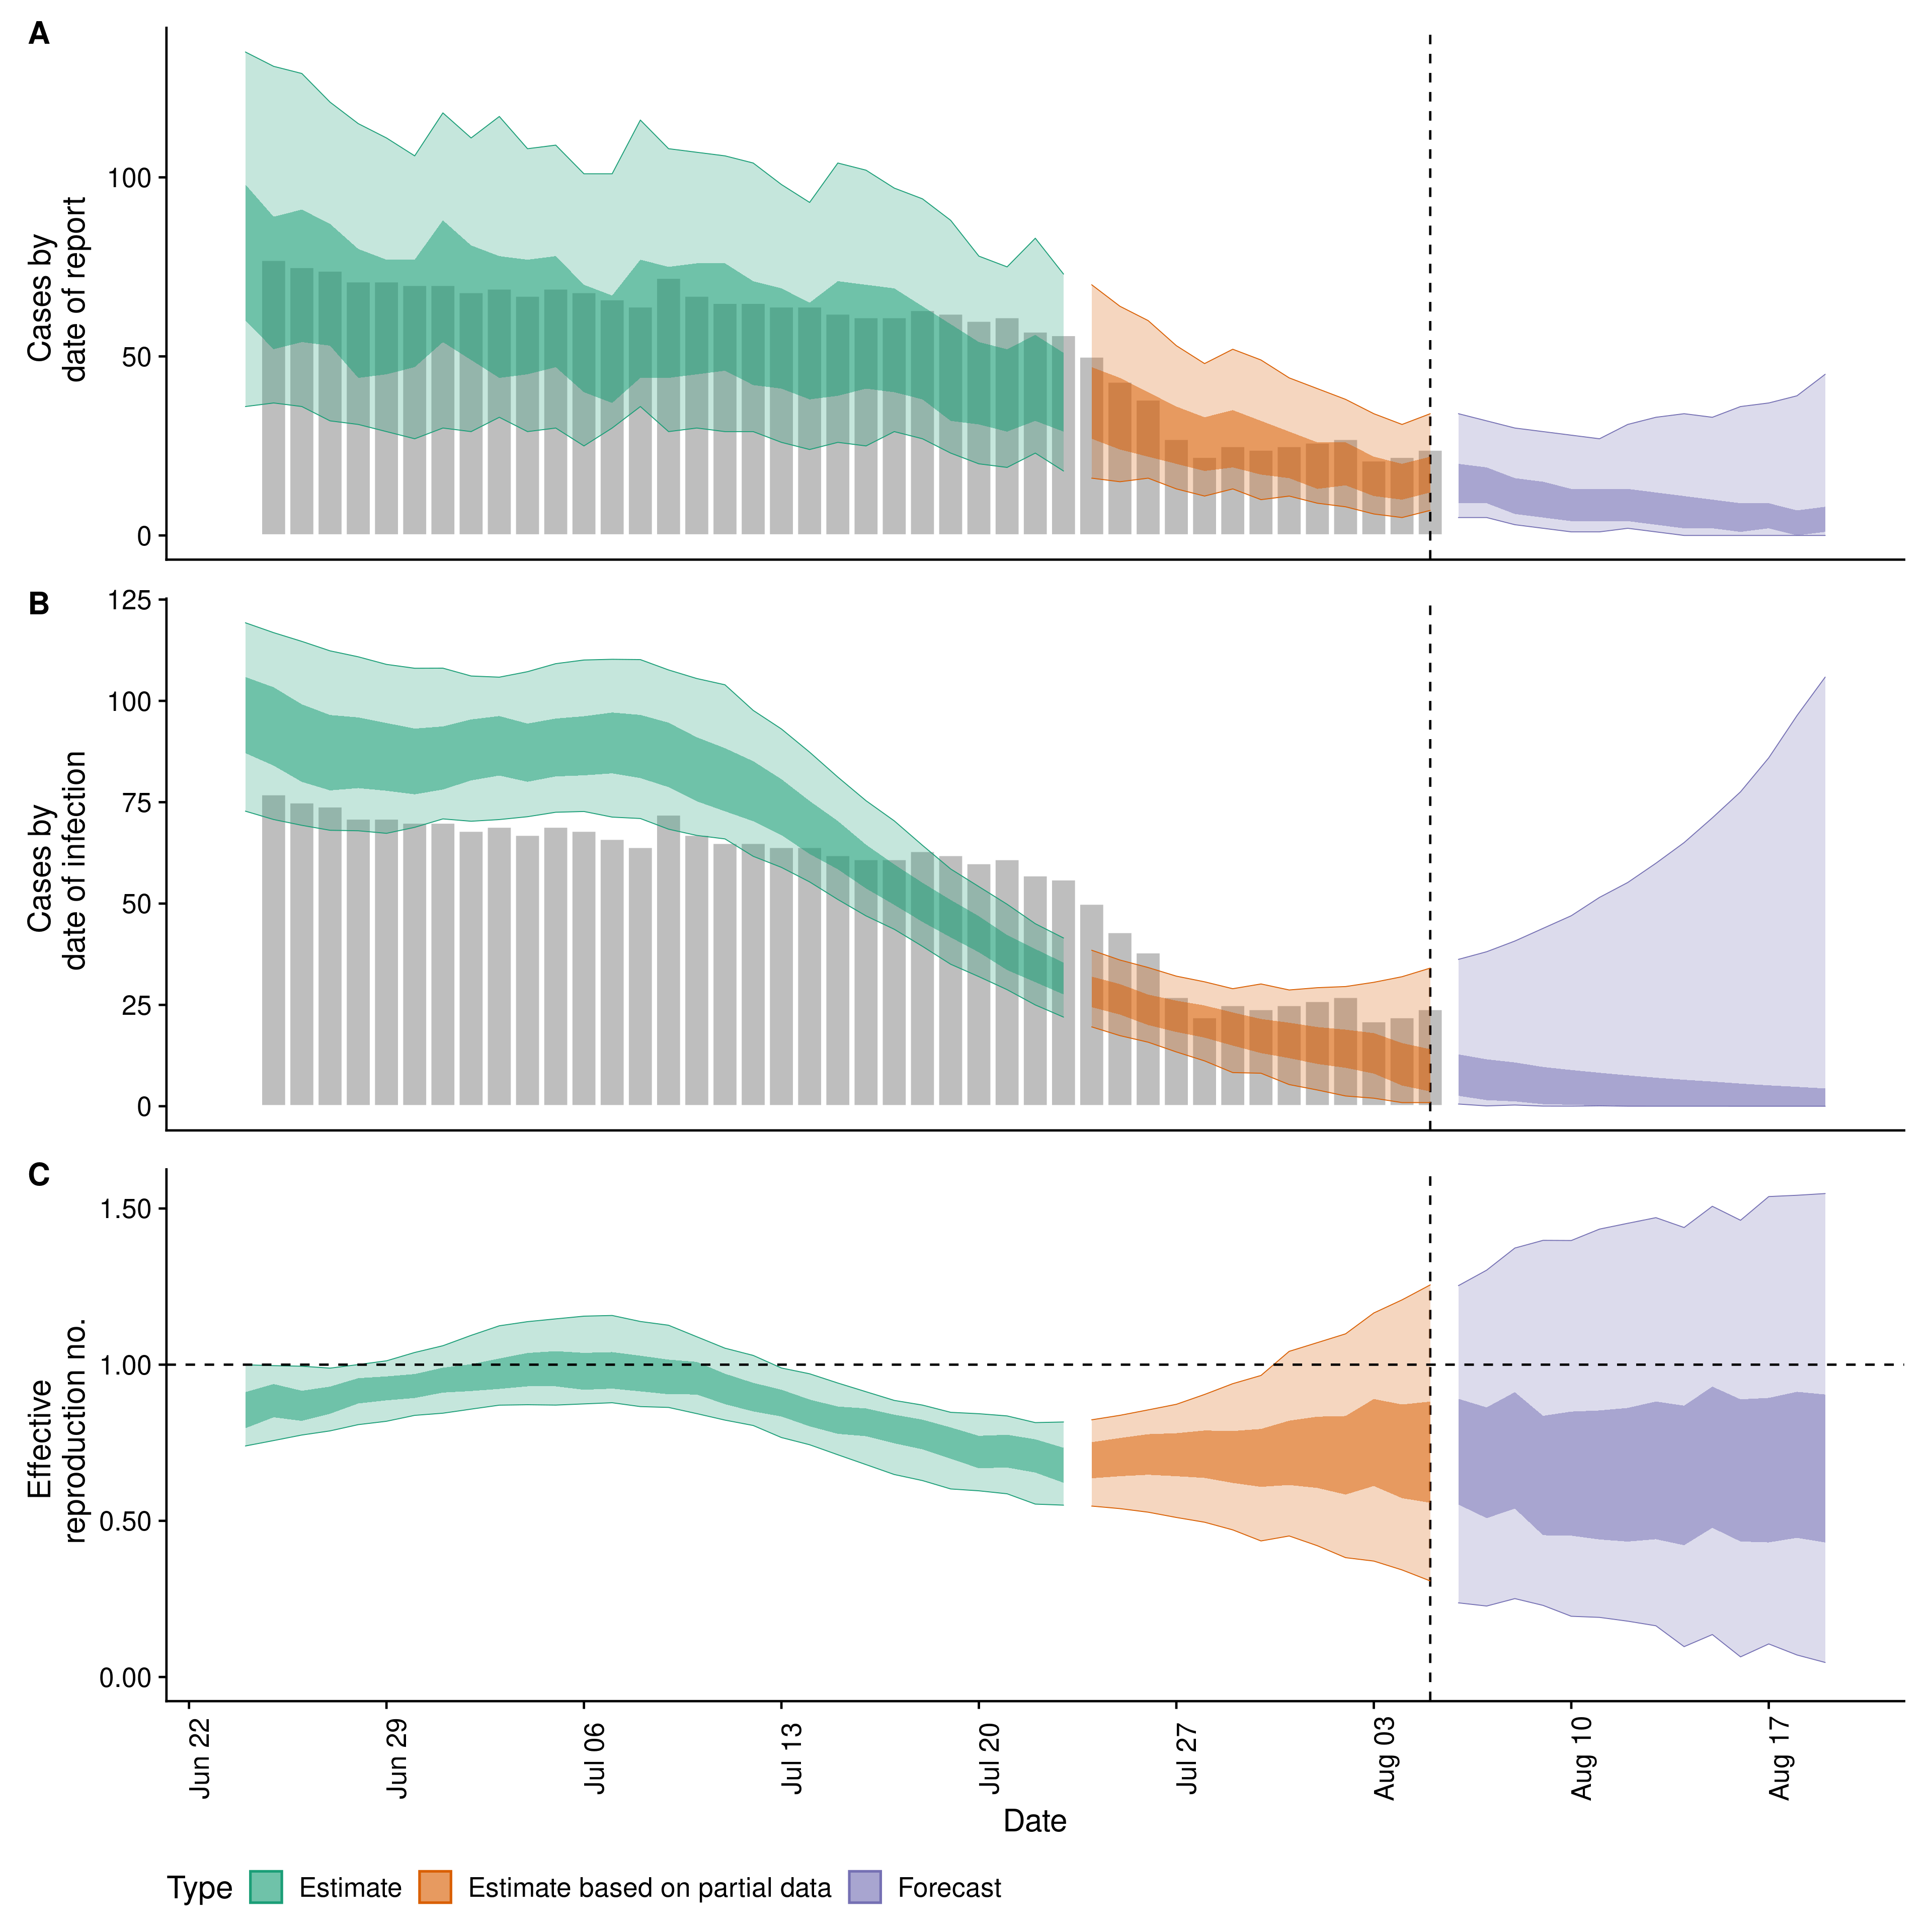 A
Cases by
date of report
100
50
0
B
Cases by
date of infection
125
100
75
50
25
0
C
Effective
reproduction no.
1.50
1.00
0.50
0.00
Jun 22
Jun 29
Jul 06
Jul 13
Jul 20
Jul 27
Aug 03
Aug 10
Aug 17
Date
Type Estimate Estimate based on partial data Forecast